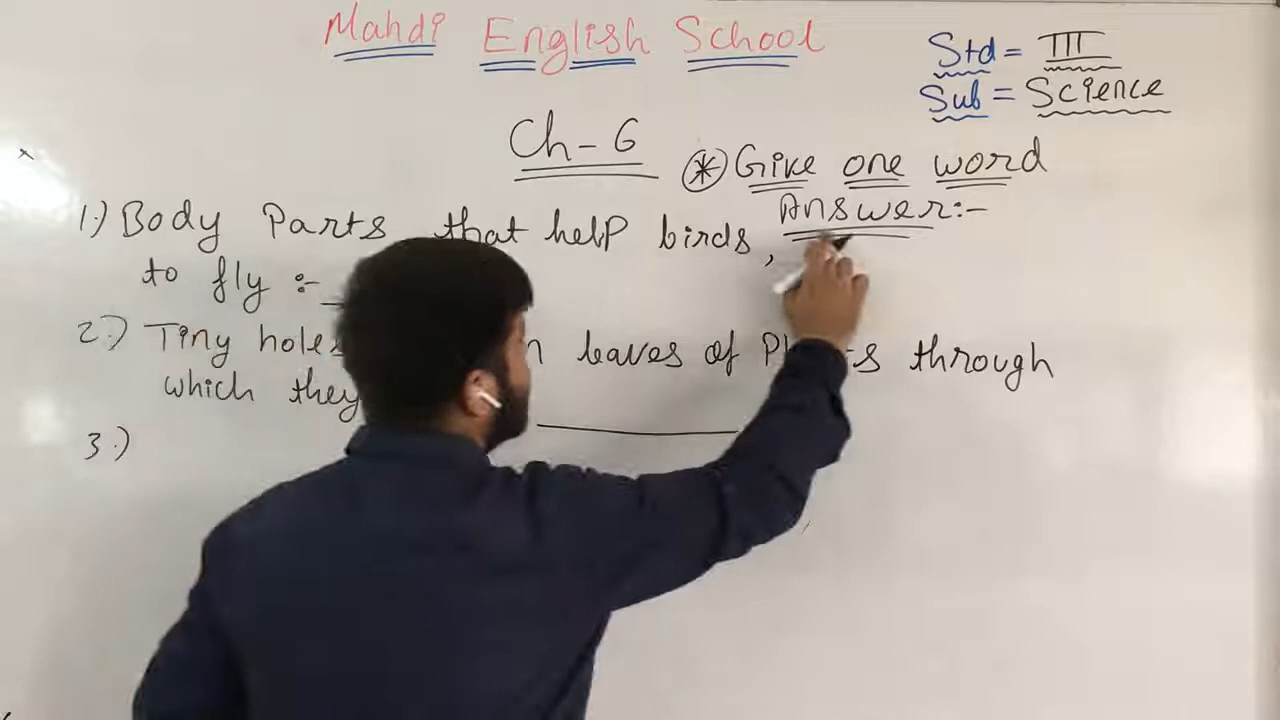 Mahdi English School
Std = III
Sub = Science
Ch - 6
* Give one word
Answer:-
1.) Body Parts that help birds,
to fly :-
2.) Tiny holes leaves of through
which they
3.)